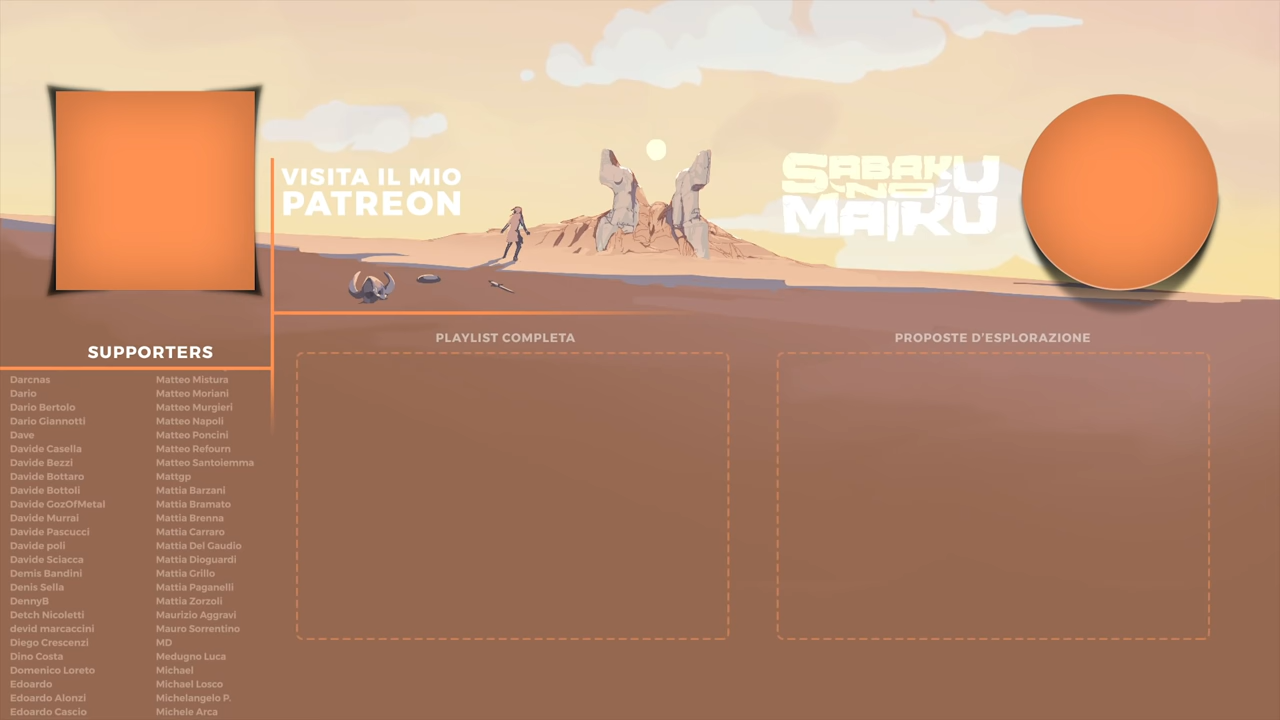 VISITA IL MIO
PATREON
SABAKU
NO
MAIKU
SUPPORTERS
PLAYLIST COMPLETA
PROPOSTE D'ESPLORAZIONE
Darcnas
Dario
Dario Bertolo
Dario Giannotti
Dave
Davide Casella
Davide Bezzi
Davide Bottaro
Davide Bottoli
Davide GozOfMetal
Davide Murrai
Davide Pascucci
Davide poli
Davide Sciacca
Demis Bandini
Denis Sella
DennyB
Detch Nicoletti
devid marcaccini
Diego Crescenzi
Dino Costa
Domenico Loreto
Edoardo
Edoardo Alonzi
Edoardo Cascio
Matteo Mistura
Matteo Moriani
Matteo Murgieri
Matteo Napoli
Matteo Poncini
Matteo Refourn
Matteo Santolemma
Mattgp
Mattia Barzani
Mattia Bramato
Mattia Brenna
Mattia Carraro
Mattia Del Gaudio
Mattia Dioguardi
Mattia Grillo
Mattia Paganelli
Mattia Zorzoli
Maurizio Aggravi
Mauro Sorrentino
MD
Medugno Luca
Michael
Michael Losco
Michelangelo P.
Michele Arca